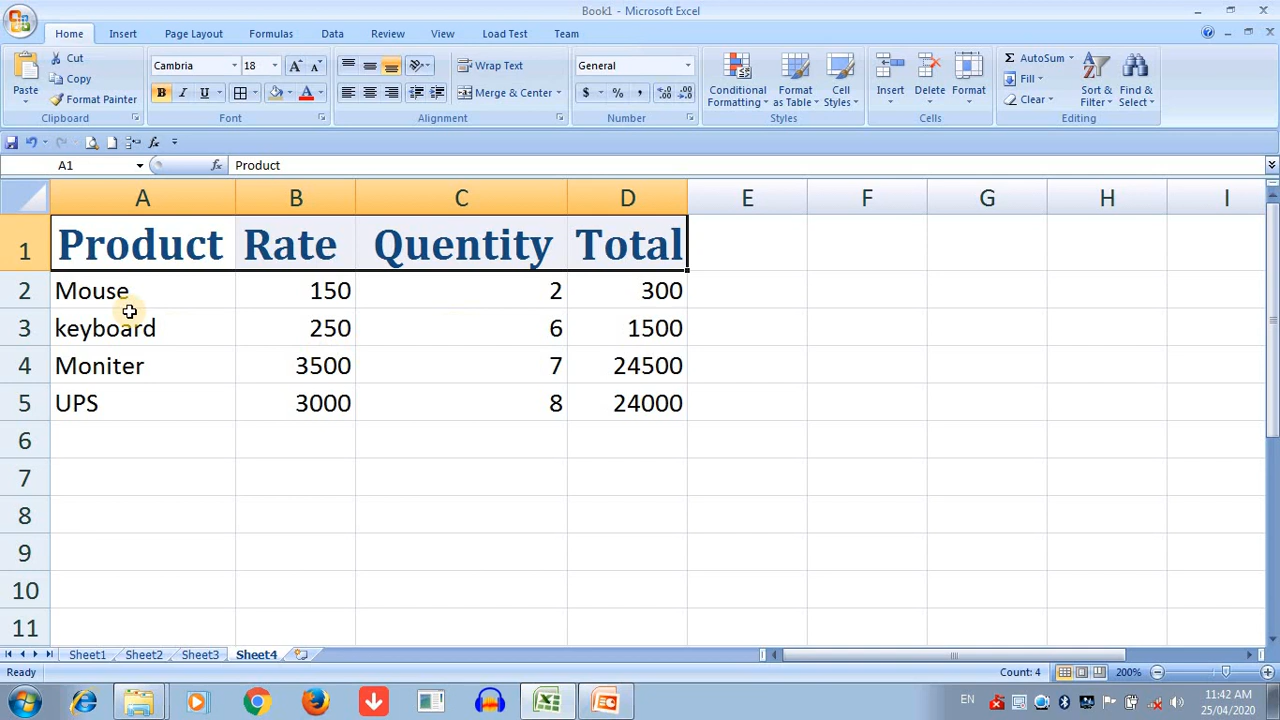 Book1 - Microsoft Excel
Home Insert Page Layout Formulas Data Review View Load Test Team
Paste
Cut
Copy
Format Painter
Clipboard
Cambria 18 A A
B I U A
Font
Wrap Text
Merge & Center
Alignment
General
$ % ,
Number
Conditional Formatting
Format as Table
Cell Styles
Styles
Insert
Delete
Format
Cells
Σ AutoSum
Fill
Clear
Sort & Filter
Find & Select
Editing
A1 fx Product
A B C D E F G H I
1 Product Rate Quentity Total
2 Mouse 150 2 300
3 keyboard 250 6 1500
4 Moniter 3500 7 24500
5 UPS 3000 8 24000
6
7
8
9
10
11
Sheet1 Sheet2 Sheet3 Sheet4
Ready Count: 4 200%
EN 11:42 AM
25/04/2020